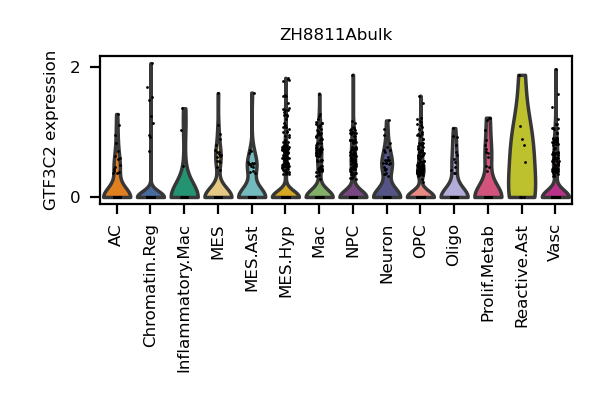 ZH8811Abulk
GTF3C2 expression
2
0
AC
Chromatin.Reg
Inflammatory.Mac
MES
MES.Ast
MES.Hyp
Mac
NPC
Neuron
OPC
Oligo
Prolif.Metab
Reactive.Ast
Vasc